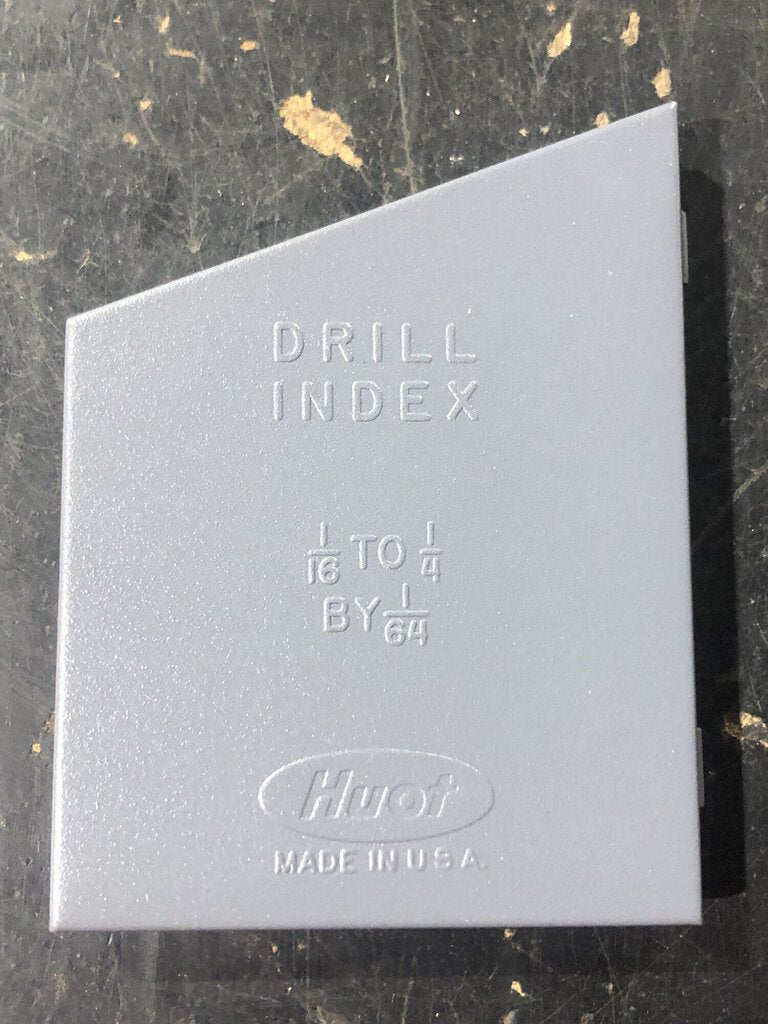 DRILL
INDEX
1/16 TO 1/4
BY 1/64
Huot
MADE IN U S A.